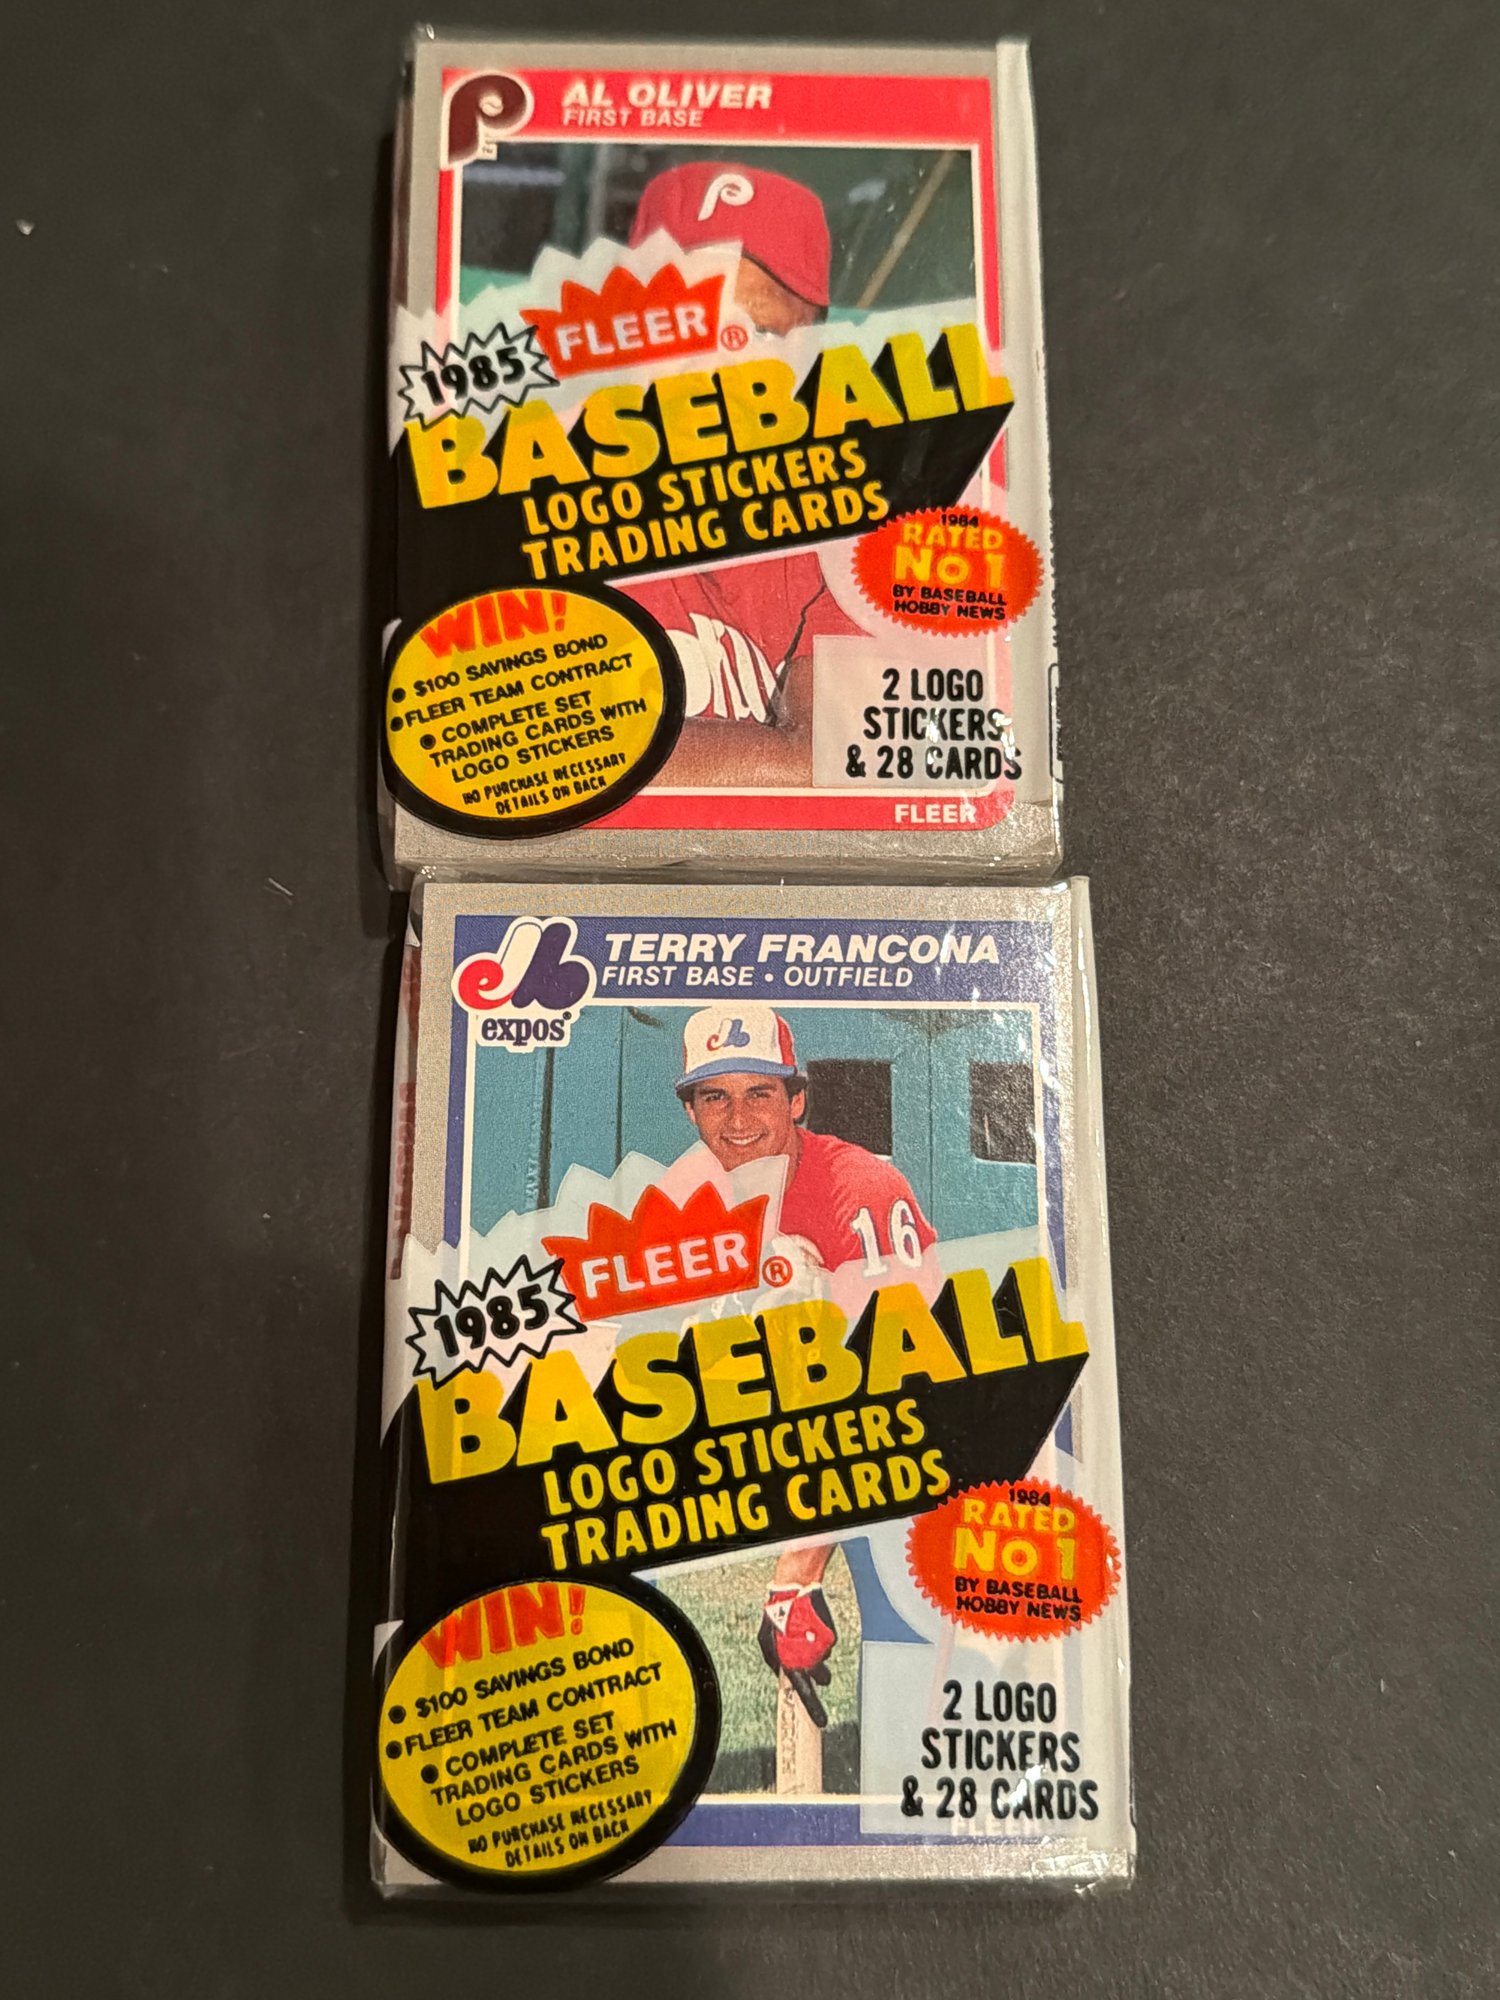 AL OLIVER
FIRST BASE
P
FLEER®
1985
BASEBALL
LOGO STICKERS
TRADING CARDS
1984
RATED
No 1
BY BASEBALL
HOBBY NEWS
WIN!
• $100 SAVINGS BOND
• FLEER TEAM CONTRACT
• COMPLETE SET
TRADING CARDS WITH
LOGO STICKERS
NO PURCHASE NECESSARY
DETAILS ON BACK
2 LOGO
STICKERS
& 28 CARDS
FLEER
TERRY FRANCONA
FIRST BASE • OUTFIELD
expos®
16
FLEER®
1985
BASEBALL
LOGO STICKERS
TRADING CARDS
1984
RATED
No 1
BY BASEBALL
HOBBY NEWS
WIN!
• $100 SAVINGS BOND
• FLEER TEAM CONTRACT
• COMPLETE SET
TRADING CARDS WITH
LOGO STICKERS
NO PURCHASE NECESSARY
DETAILS ON BACK
2 LOGO
STICKERS
& 28 CARDS
FLEER